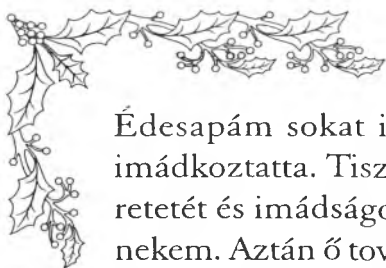 Édesapám sokat i
imádkoztatta. Tisz
retetét és imádságo
nekem. Aztán ő tov